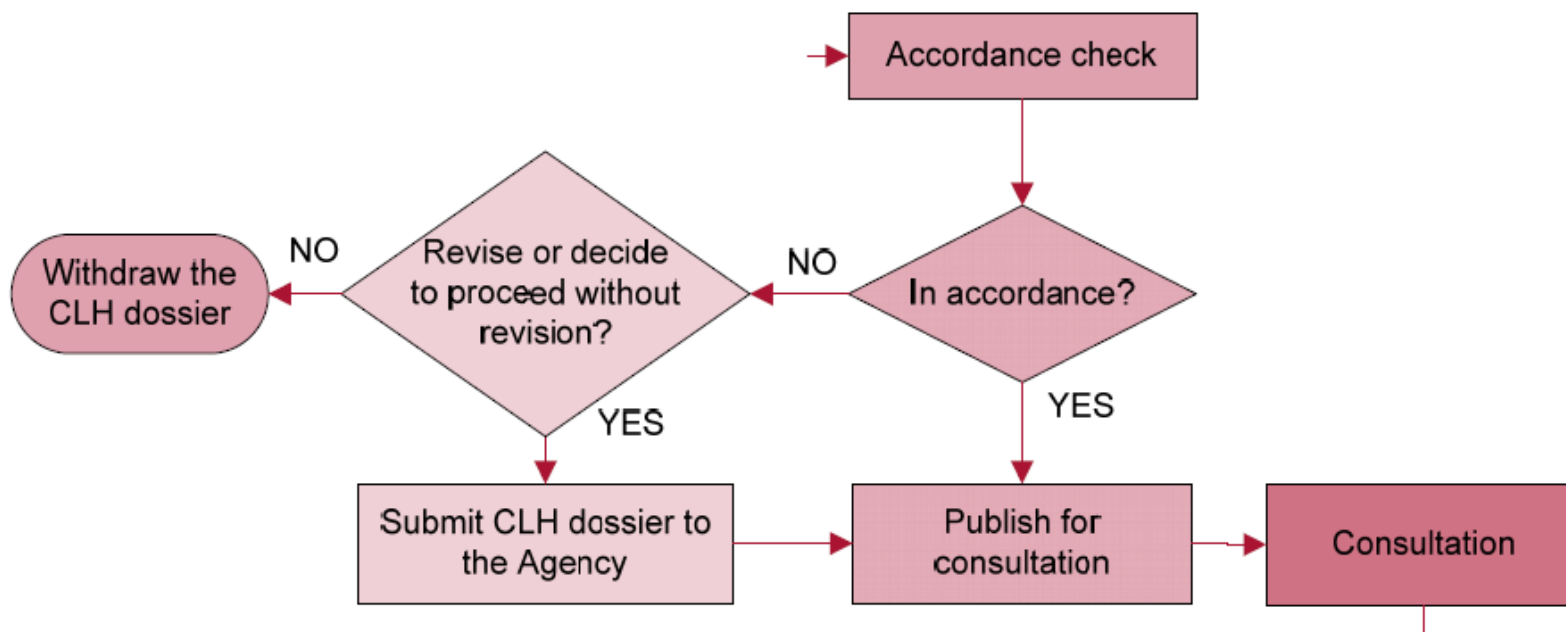 Accordance check
Withdraw the
CLH dossier
NO
Revise or decide
to proceed without
revision?
NO
In accordance?
YES
YES
Submit CLH dossier to
the Agency
Publish for
consultation
Consultation